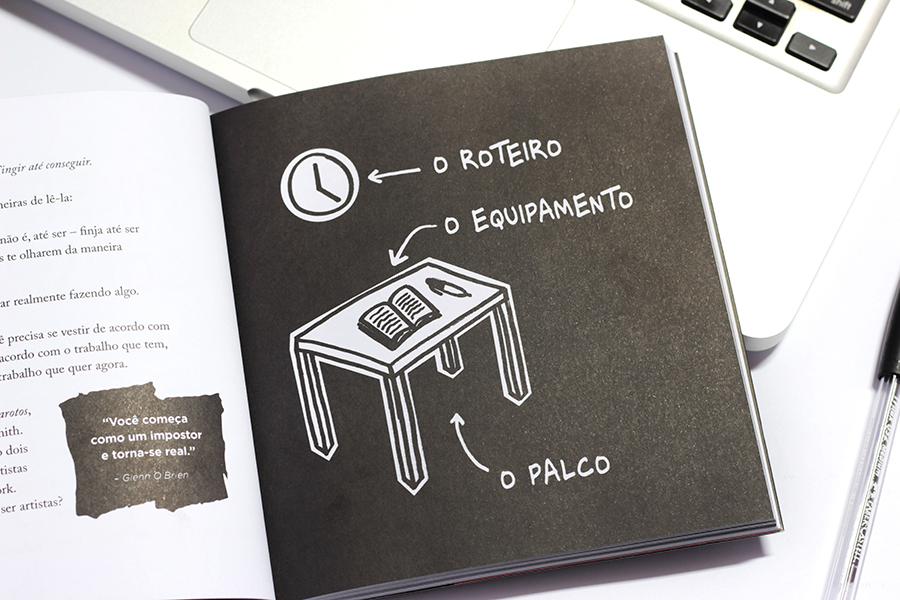 Fingir até conseguir.
neiras de lê-la:
não é, até ser – finja até ser
s te olharem da maneira
ar realmente fazendo algo.
ê precisa se vestir de acordo com
acordo com o trabalho que tem,
trabalho que quer agora.
arotos,
nith.
o dois
tistas
ork.
ser artistas?
“Você começa
como um impostor
e torna-se real.”
– Glenn O´Brien
O ROTEIRO
O EQUIPAMENTO
O PALCO
shift